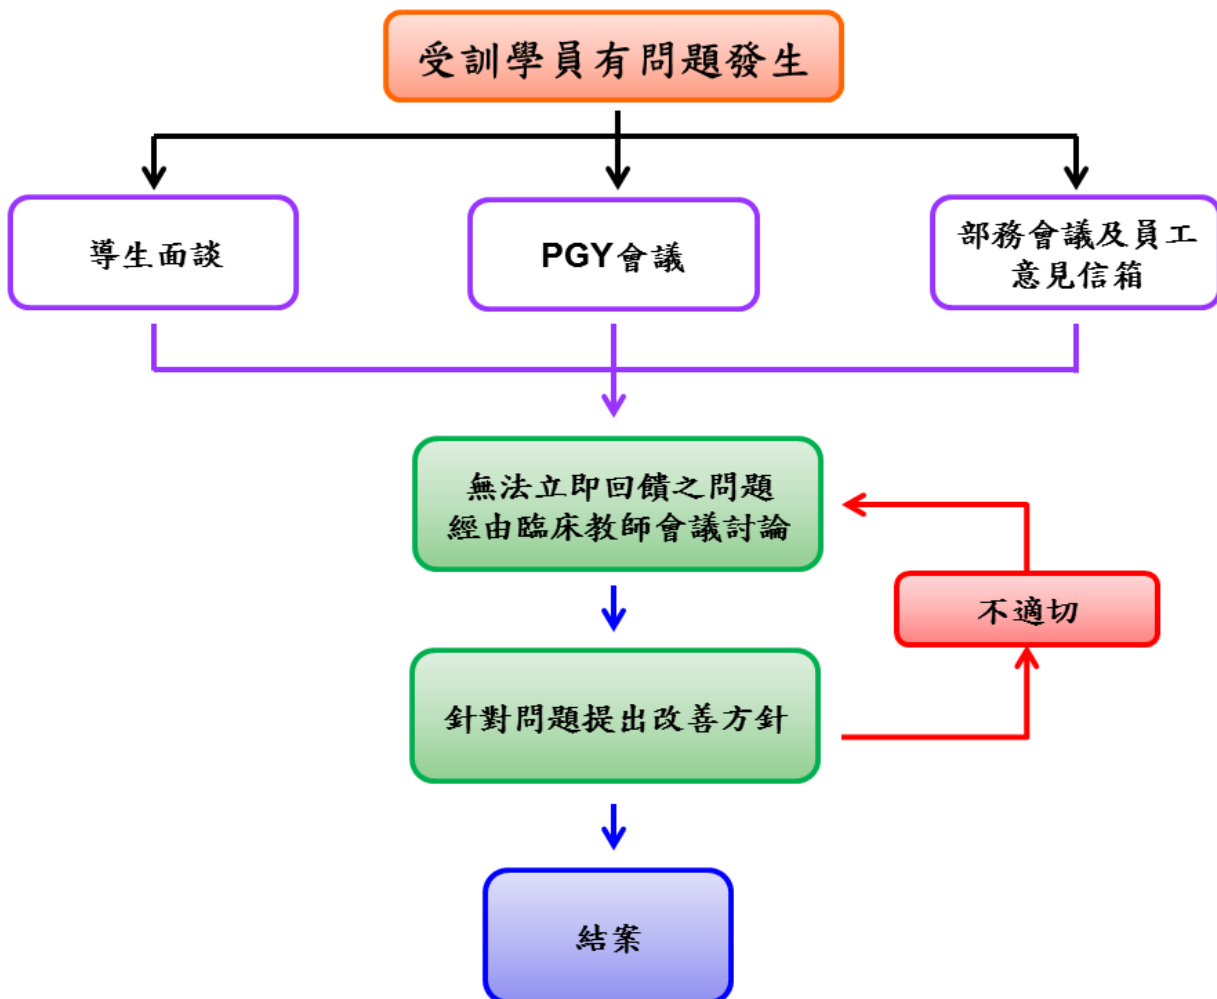 受訓學員有問題發生
導生面談
PGY會議
部務會議及員工
意見信箱
無法立即回饋之問題
經由臨床教師會議討論
不適切
針對問題提出改善方針
結案